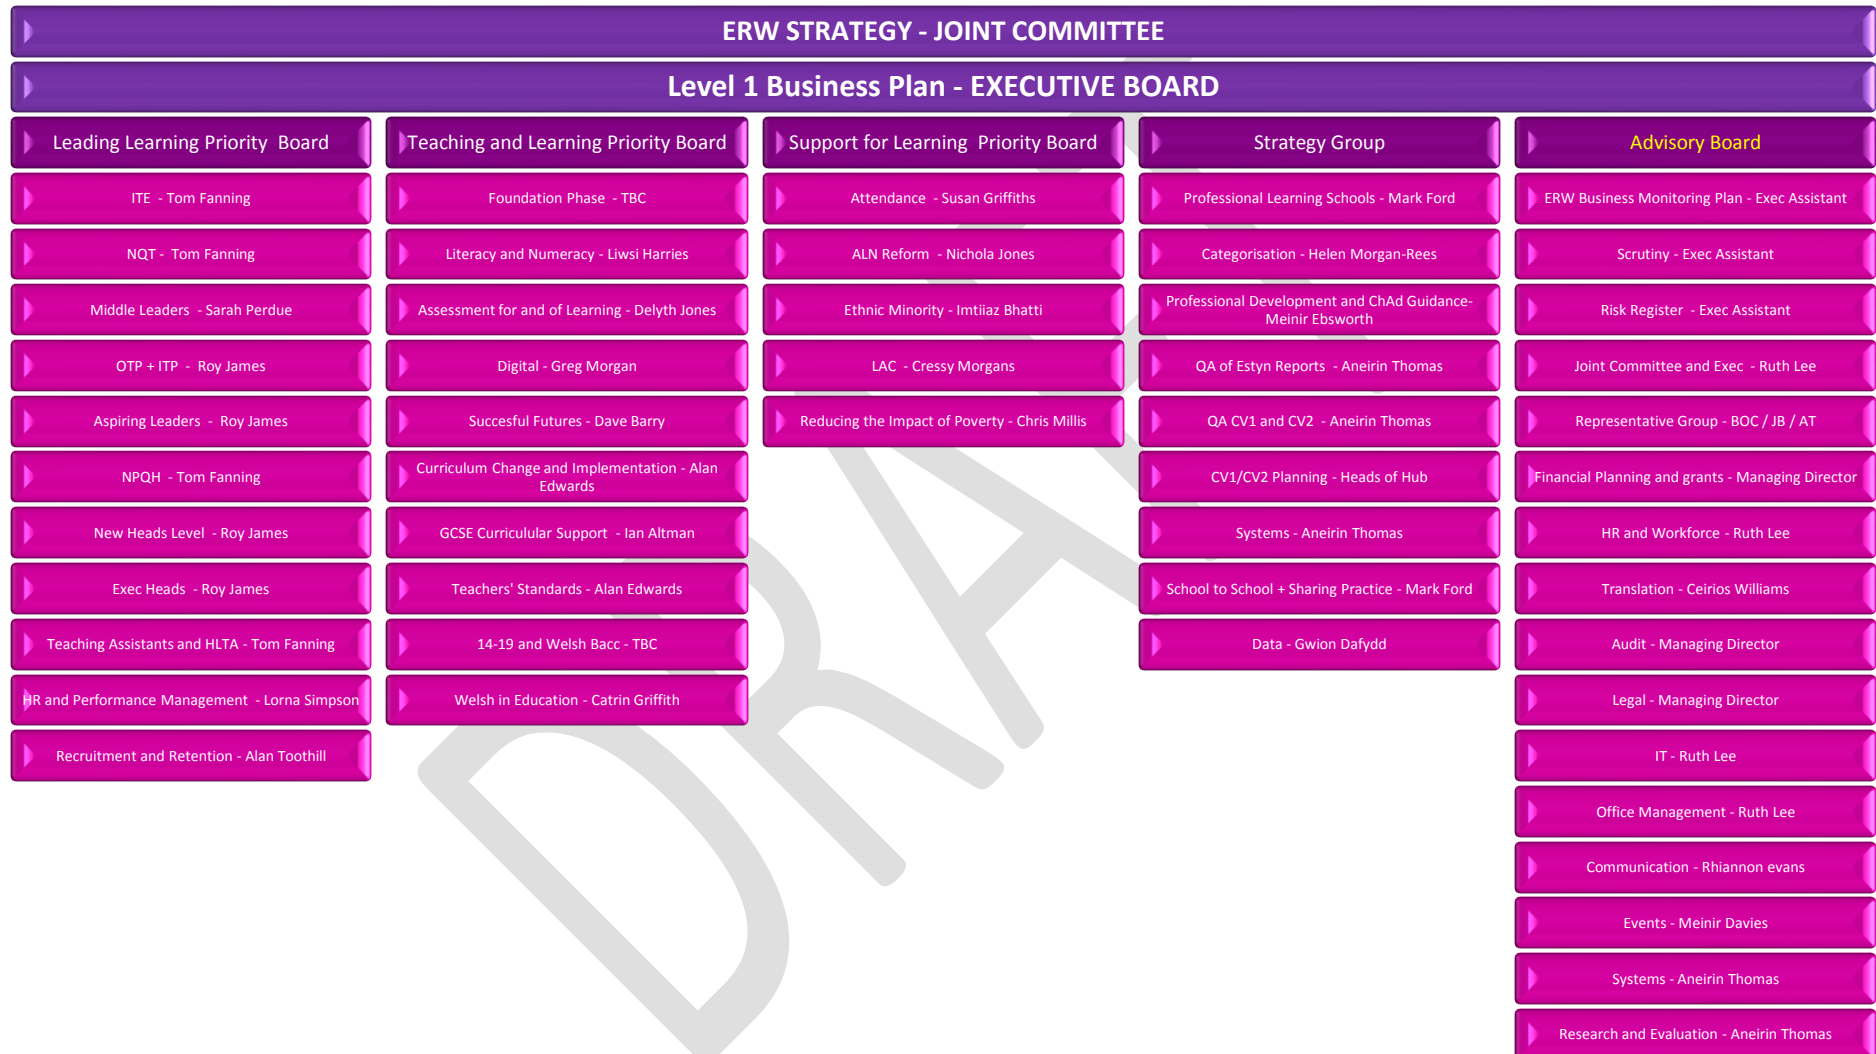 ERW STRATEGY - JOINT COMMITTEE
Level 1 Business Plan - EXECUTIVE BOARD
Leading Learning Priority Board
ITE - Tom Fanning
NQT - Tom Fanning
Middle Leaders - Sarah Perdue
OTP + ITP - Roy James
Aspiring Leaders - Roy James
NPQH - Tom Fanning
New Heads Level - Roy James
Exec Heads - Roy James
Teaching Assistants and HLTA - Tom Fanning
HR and Performance Management - Lorna Simpson
Recruitment and Retention - Alan Toothill
Teaching and Learning Priority Board
Foundation Phase - TBC
Literacy and Numeracy - Liwsi Harries
Assessment for and of Learning - Delyth Jones
Digital - Greg Morgan
Succesful Futures - Dave Barry
Curriculum Change and Implementation - Alan
Edwards
GCSE Curriculular Support - Ian Altman
Teachers' Standards - Alan Edwards
14-19 and Welsh Bacc - TBC
Welsh in Education - Catrin Griffith
Support for Learning Priority Board
Attendance - Susan Griffiths
ALN Reform - Nichola Jones
Ethnic Minority - Imtiiaz Bhatti
LAC - Cressy Morgans
Reducing the Impact of Poverty - Chris Millis
Strategy Group
Professional Learning Schools - Mark Ford
Categorisation - Helen Morgan-Rees
Professional Development and ChAd Guidance-
Meinir Ebsworth
QA of Estyn Reports - Aneirin Thomas
QA CV1 and CV2 - Aneirin Thomas
CV1/CV2 Planning - Heads of Hub
Systems - Aneirin Thomas
School to School + Sharing Practice - Mark Ford
Data - Gwion Dafydd
Advisory Board
ERW Business Monitoring Plan - Exec Assistant
Scrutiny - Exec Assistant
Risk Register - Exec Assistant
Joint Committee and Exec - Ruth Lee
Representative Group - BOC / JB / AT
Financial Planning and grants - Managing Director
HR and Workforce - Ruth Lee
Translation - Ceirios Williams
Audit - Managing Director
Legal - Managing Director
IT - Ruth Lee
Office Management - Ruth Lee
Communication - Rhiannon evans
Events - Meinir Davies
Systems - Aneirin Thomas
Research and Evaluation - Aneirin Thomas
DRAFT